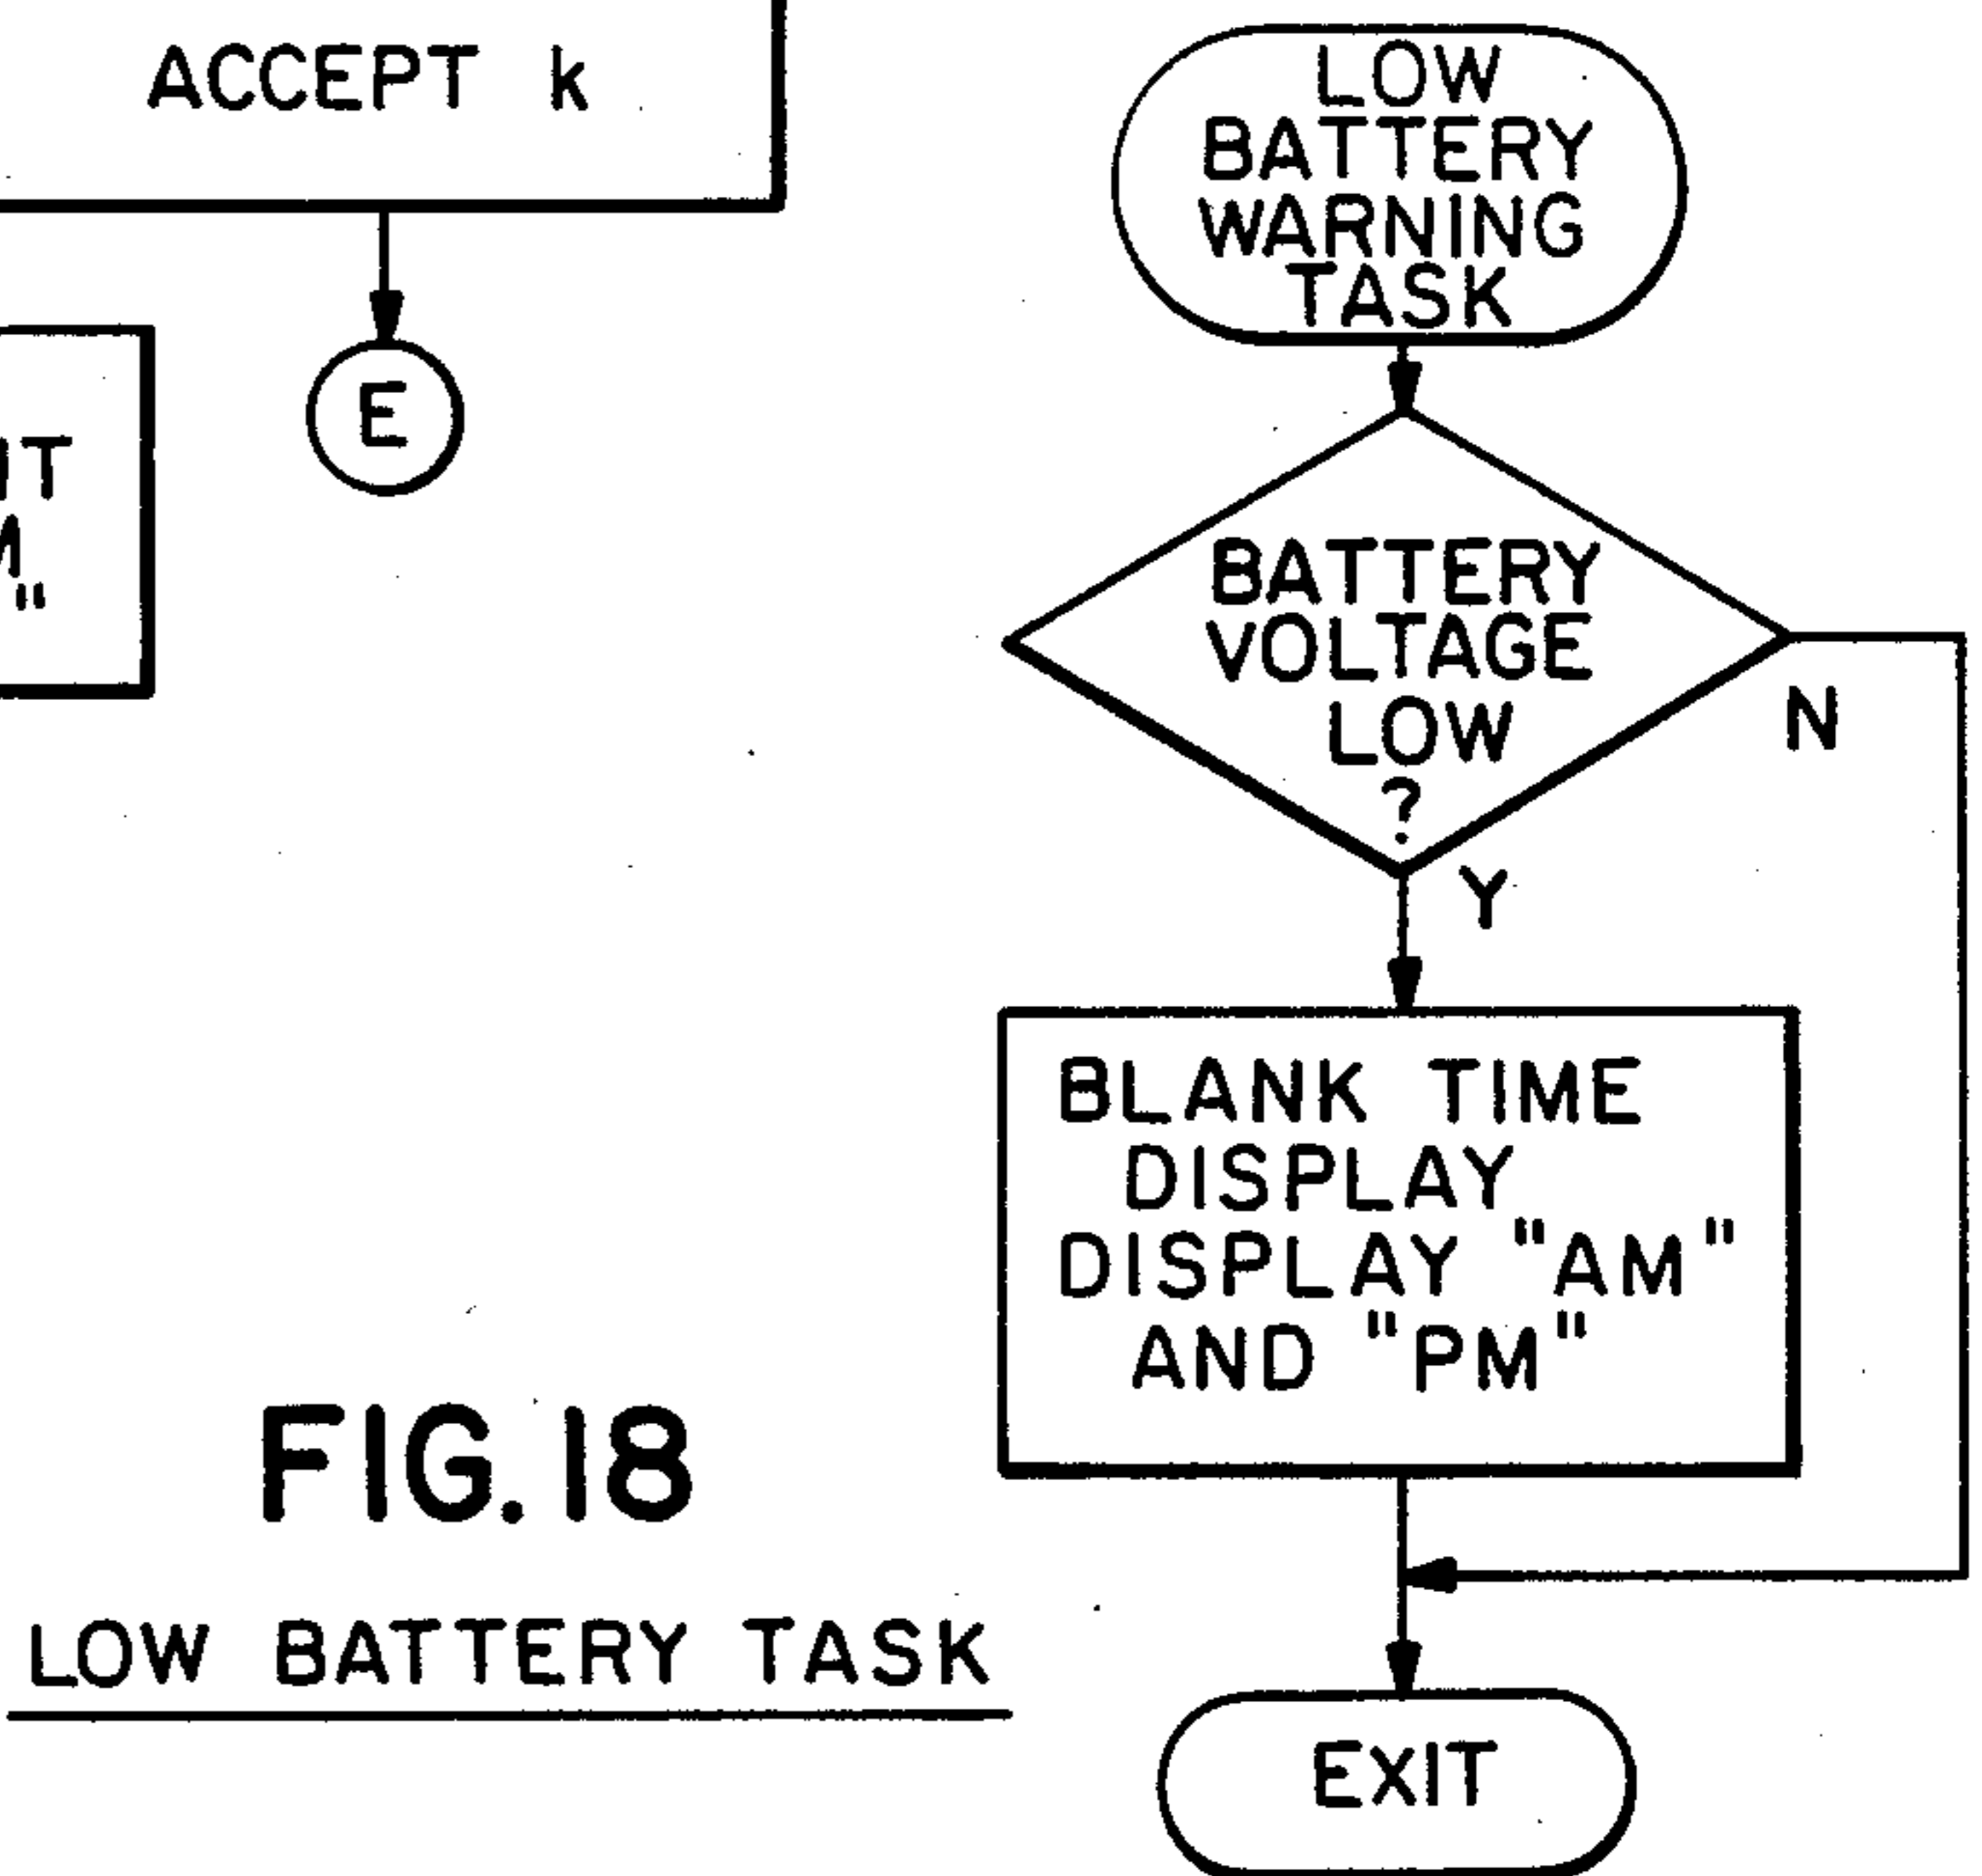 ACCEPT k
E
T
"
LOW
BATTERY
WARNING
TASK
BATTERY
VOLTAGE
LOW
?
N
Y
BLANK TIME
DISPLAY
DISPLAY "AM"
AND "PM"
EXIT
FIG.18
LOW BATTERY TASK